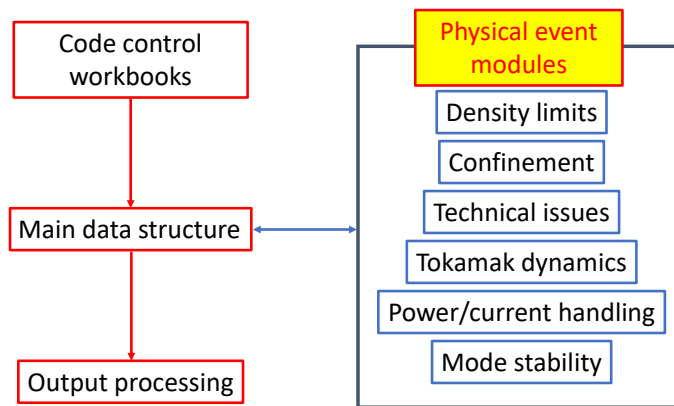 Code control
workbooks
Main data structure
Output processing
Physical event
modules
Density limits
Confinement
Technical issues
Tokamak dynamics
Power/current handling
Mode stability